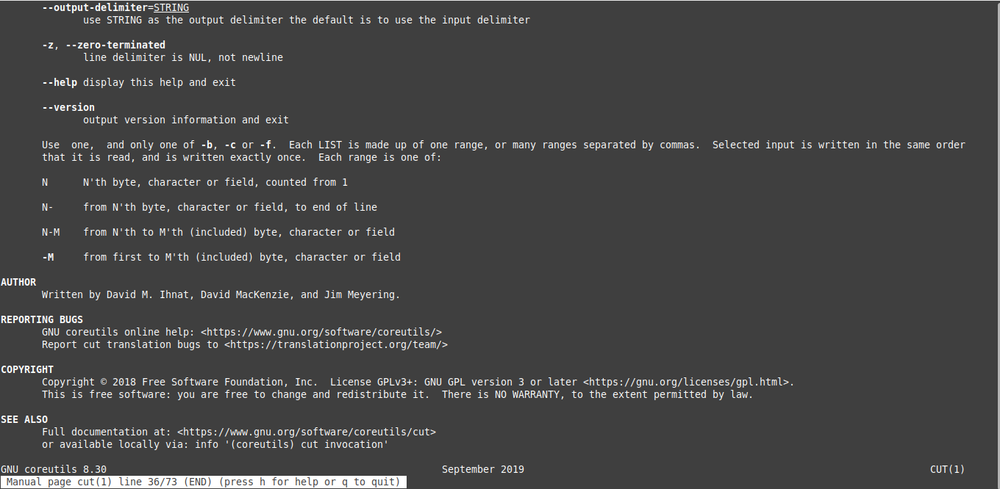 --output-delimiter=STRING
use STRING as the output delimiter the default is to use the input delimiter
-z, --zero-terminated
line delimiter is NUL, not newline
--help display this help and exit
--version
output version information and exit
Use  one,  and only one of -b, -c or -f.  Each LIST is made up of one range, or many ranges separated by commas.  Selected input is written in the same order
that it is read, and is written exactly once.  Each range is one of:
N      N'th byte, character or field, counted from 1
N-     from N'th byte, character or field, to end of line
N-M    from N'th to M'th (included) byte, character or field
-M     from first to M'th (included) byte, character or field
AUTHOR
Written by David M. Ihnat, David MacKenzie, and Jim Meyering.
REPORTING BUGS
GNU coreutils online help: <https://www.gnu.org/software/coreutils/>
Report cut translation bugs to <https://translationproject.org/team/>
COPYRIGHT
Copyright © 2018 Free Software Foundation, Inc.  License GPLv3+: GNU GPL version 3 or later <https://gnu.org/licenses/gpl.html>.
This is free software: you are free to change and redistribute it.  There is NO WARRANTY, to the extent permitted by law.
SEE ALSO
Full documentation at: <https://www.gnu.org/software/coreutils/cut>
or available locally via: info '(coreutils) cut invocation'
GNU coreutils 8.30 September 2019 CUT(1)
Manual page cut(1) line 36/73 (END) (press h for help or q to quit)